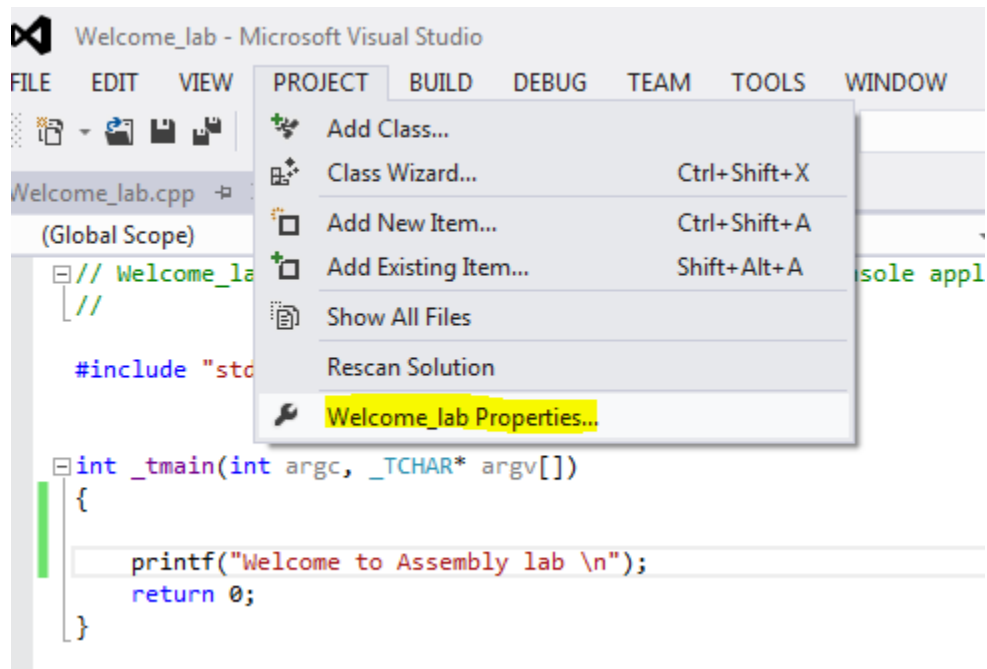 Welcome_lab - Microsoft Visual Studio
FILE EDIT VIEW PROJECT BUILD DEBUG TEAM TOOLS WINDOW
Add Class...
Class Wizard... Ctrl+Shift+X
Welcome_lab.cpp
Add New Item... Ctrl+Shift+A
(Global Scope)
Add Existing Item... Shift+Alt+A
// Welcome_la sole appl
//
Show All Files
#include "std
Rescan Solution
Welcome_lab Properties...
int _tmain(int argc, _TCHAR* argv[])
{
printf("Welcome to Assembly lab \n");
return 0;
}